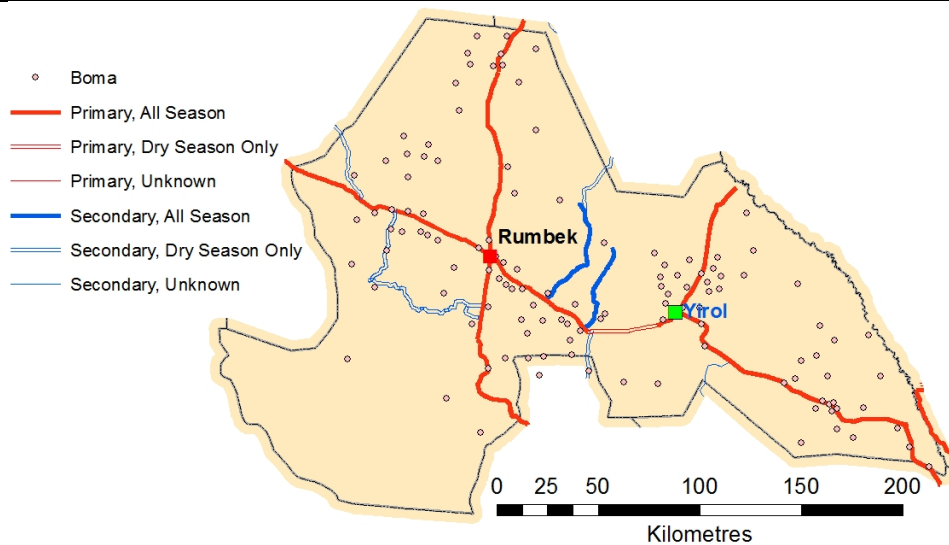 Boma
Primary, All Season
Primary, Dry Season Only
Primary, Unknown
Secondary, All Season
Secondary, Dry Season Only
Secondary, Unknown
Rumbek
Yirol
0 25 50 100 150 200
Kilometres